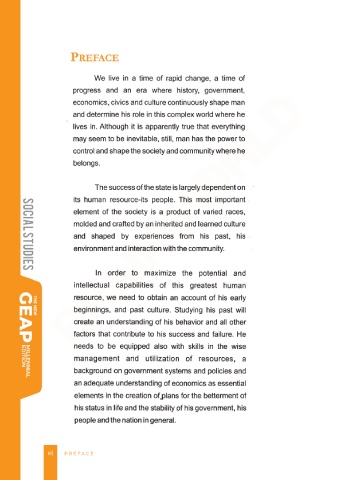 PREFACE
We live in a time of rapid change, a time of
progress and an era where history, government,
economics, civics and culture continuously shape man
and determine his role in this complex world where he
lives in. Although it is apparently true that everything
may seem to be inevitable, still, man has the power to
control and shape the society and community where he
belongs.
The success of the state is largely dependent on
its human resource-its people. This most important
element of the society is a product of varied races,
molded and crafted by an inherited and learned culture
and shaped by experiences from his past, his
environment and interaction with the community.
In order to maximize the potential and
intellectual capabilities of this greatest human
resource, we need to obtain an account of his early
beginnings, and past culture. Studying his past will
create an understanding of his behavior and all other
factors that contribute to his success and failure. He
needs to be equipped also with skills in the wise
management and utilization of resources, a
background on government systems and policies and
an adequate understanding of economics as essential
elements in the creation of plans for the betterment of
his status in life and the stability of his government, his
people and the nation in general.
SOCIAL STUDIES
THE NEW
GEAP
MILLENNIAL
EDITION
PREFACE